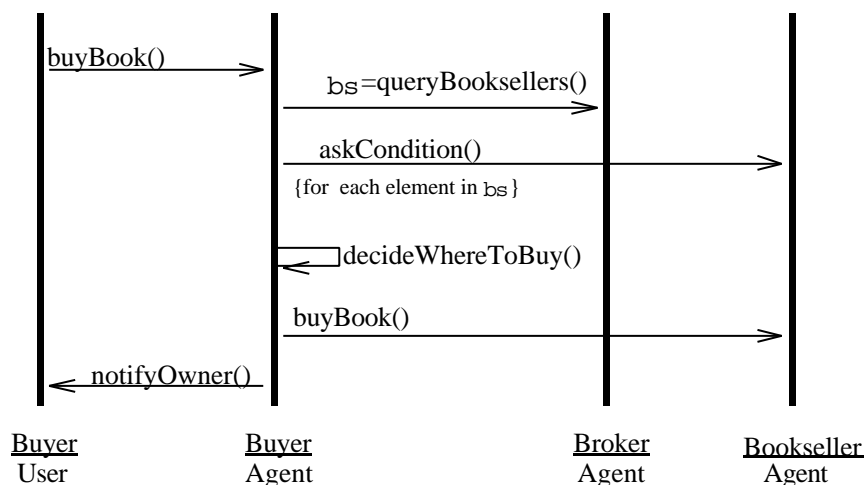 buyBook()
bs=queryBooksellers()
askCondition()
{for each element in bs}
decideWhereToBuy()
buyBook()
notifyOwner()
Buyer
User
Buyer
Agent
Broker
Agent
Bookseller
Agent